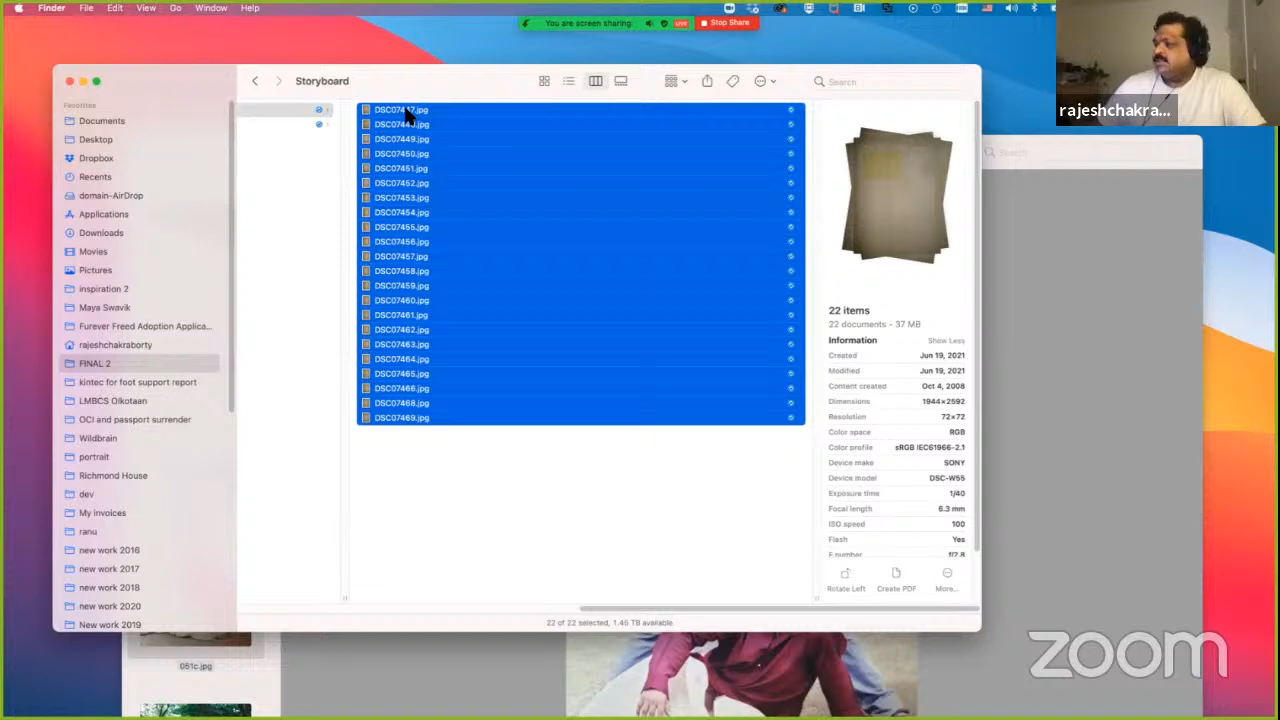 Finder File Edit View Go Window Help
You are screen sharing: LIVE Stop Share
rajeshchakra...
Storyboard
Search
Search
Favorites
Documents
Desktop
Dropbox
Recents
domain-AirDrop
Applications
Downloads
Movies
Pictures
inspiration 2
Maya Swavik
Furever Freed Adoption Applica...
rajeshchakraborty
FINAL 2
kintec for foot support report
LMBCS Olkotaan
OCI and passport surrender
Wildbrain
portrait
Richmond House
dev
My invoices
ranu
new work 2016
new work 2017
new work 2018
new work 2020
New work 2019
DSC07449.jpg
DSC07450.jpg
DSC07451.jpg
DSC07452.jpg
DSC07453.jpg
DSC07454.jpg
DSC07455.jpg
DSC07456.jpg
DSC07457.jpg
DSC07458.jpg
DSC07459.jpg
DSC07460.jpg
DSC07461.jpg
DSC07462.jpg
DSC07463.jpg
DSC07464.jpg
DSC07465.jpg
DSC07466.jpg
DSC07468.jpg
DSC07469.jpg
22 items
22 documents - 37 MB
Information Show Less
Created Jun 19, 2021
Modified Jun 19, 2021
Content created Oct 4, 2008
Dimensions 1944×2592
Resolution 72×72
Color space RGB
Color profile sRGB IEC61966-2.1
Device make SONY
Device model DSC-W55
Exposure time 1/40
Focal length 6.3 mm
ISO speed 100
Flash Yes
F number f/2.8
Rotate Left Create PDF More...
22 of 22 selected, 1.45 TB available
051c.jpg
zoom